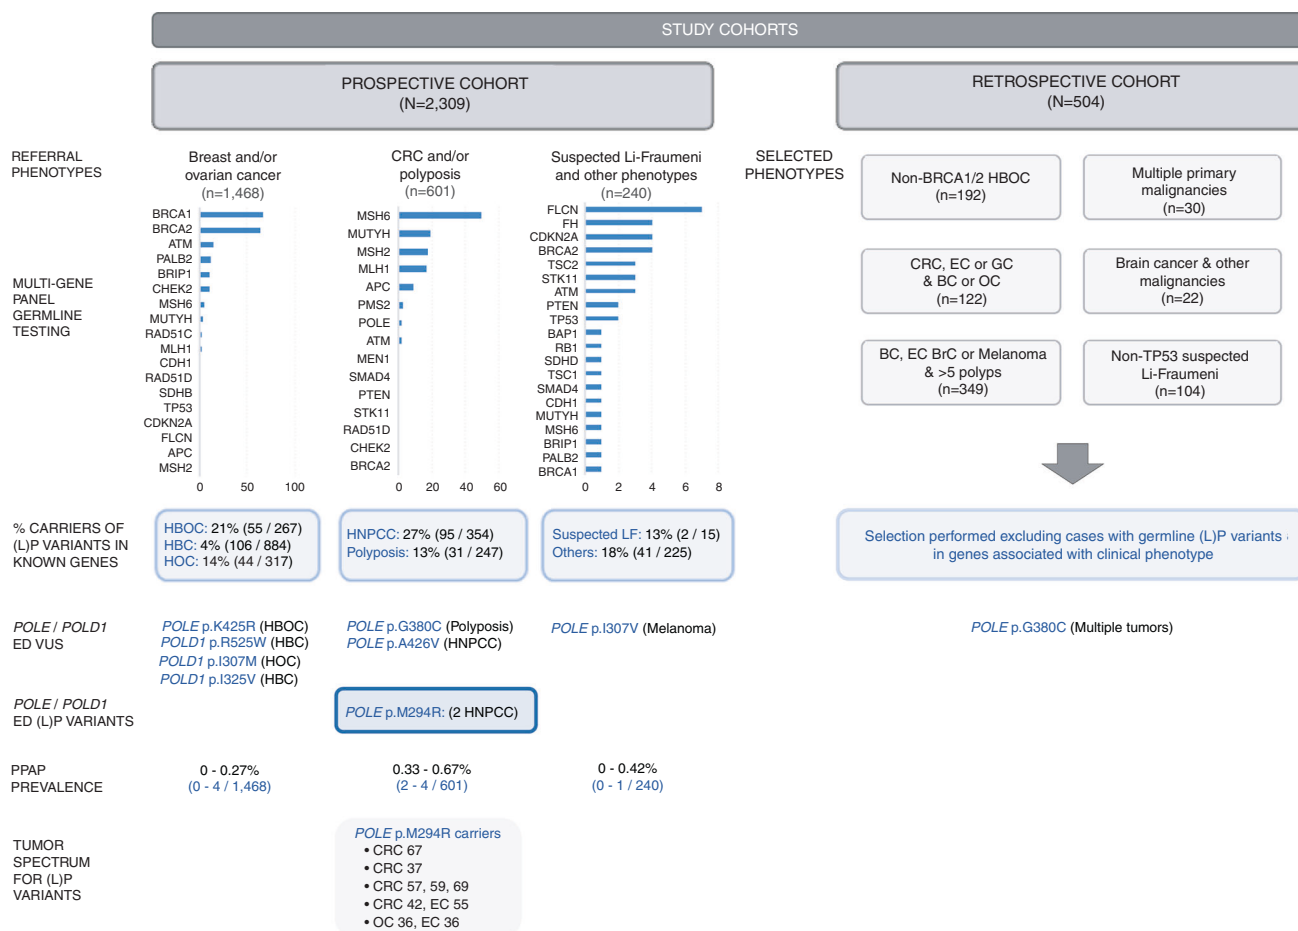 STUDY COHORTS
PROSPECTIVE COHORT
(N=2,309)
RETROSPECTIVE COHORT
(N=504)
REFERRAL
PHENOTYPES
Breast and/or
ovarian cancer
(n=1,468)
CRC and/or
polyposis
(n=601)
Suspected Li-Fraumeni
and other phenotypes
(n=240)
SELECTED
PHENOTYPES
Non-BRCA1/2 HBOC
(n=192)
Multiple primary
malignancies
(n=30)
CRC, EC or GC
& BC or OC
(n=122)
Brain cancer & other
malignancies
(n=22)
BC, EC BrC or Melanoma
& >5 polyps
(n=349)
Non-TP53 suspected
Li-Fraumeni
(n=104)
MULTI-GENE
PANEL
GERMLINE
TESTING
BRCA1
BRCA2
ATM
PALB2
BRIP1
CHEK2
MSH6
MUTYH
RAD51C
MLH1
CDH1
RAD51D
SDHB
TP53
CDKN2A
FLCN
APC
MSH2
0 50 100
MSH6
MUTYH
MSH2
MLH1
APC
PMS2
POLE
ATM
MEN1
SMAD4
PTEN
STK11
RAD51D
CHEK2
BRCA2
0 20 40 60
FLCN
FH
CDKN2A
BRCA2
TSC2
STK11
ATM
PTEN
TP53
BAP1
RB1
SDHD
TSC1
SMAD4
CDH1
MUTYH
MSH6
BRIP1
PALB2
BRCA1
0 2 4 6 8
% CARRIERS OF
(L)P VARIANTS IN
KNOWN GENES
HBOC: 21% (55 / 267)
HBC: 4% (106 / 884)
HOC: 14% (44 / 317)
HNPCC: 27% (95 / 354)
Polyposis: 13% (31 / 247)
Suspected LF: 13% (2 / 15)
Others: 18% (41 / 225)
Selection performed excluding cases with germline (L)P variants
in genes associated with clinical phenotype
POLE / POLD1
ED VUS
POLE p.K425R (HBOC)
POLD1 p.R525W (HBC)
POLD1 p.I307M (HOC)
POLD1 p.I325V (HBC)
POLE p.G380C (Polyposis)
POLE p.A426V (HNPCC)
POLE p.I307V (Melanoma)
POLE p.G380C (Multiple tumors)
POLE / POLD1
ED (L)P VARIANTS
POLE p.M294R: (2 HNPCC)
PPAP
PREVALENCE
0 - 0.27%
(0 - 4 / 1,468)
0.33 - 0.67%
(2 - 4 / 601)
0 - 0.42%
(0 - 1 / 240)
TUMOR
SPECTRUM
FOR (L)P
VARIANTS
POLE p.M294R carriers
• CRC 67
• CRC 37
• CRC 57, 59, 69
• CRC 42, EC 55
• OC 36, EC 36